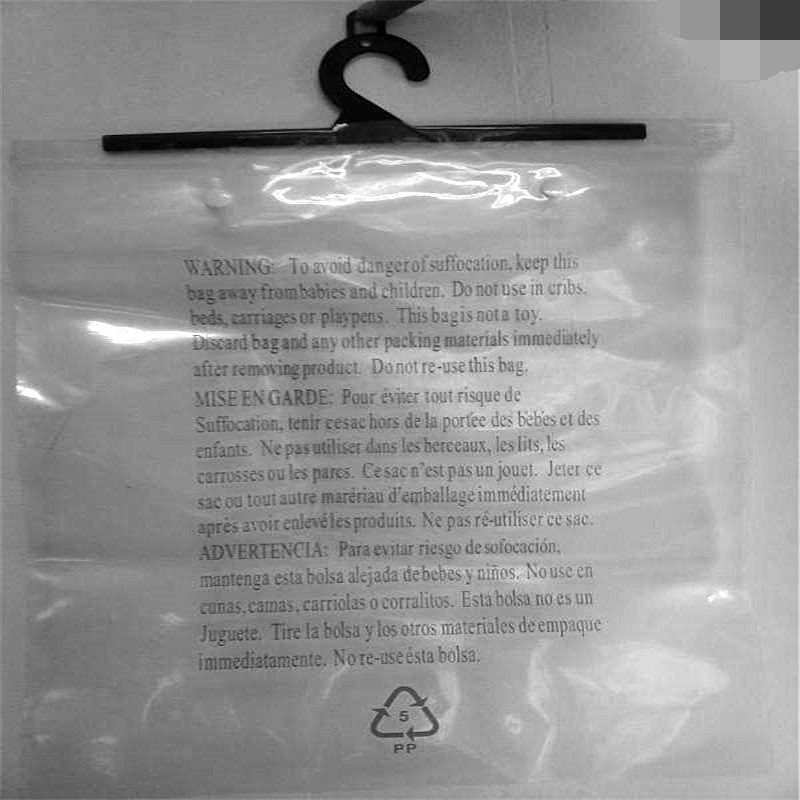 WARNING: To avoid danger of suffocation, keep this
bag away from babies and children. Do not use in cribs,
beds, carriages or playpens. This bag is not a toy.
Discard bag and any other packing materials immediately
after removing product. Do not re-use this bag.
MISE EN GARDE: Pour éviter tout risque de
Suffocation, tenir ce sac hors de la portée des bébes et des
enfants. Ne pas utiliser dans les berceaux, les lits, les
carrosses ou les parcs. Ce sac n'est pas un jouet. Jeter ce
sac ou tout autre marériau d'emballage immédiatement
après avoir enlevé les produits. Ne pas ré-utiliser ce sac.
ADVERTENCIA: Para evitar riesgo de sofocación,
mantenga esta bolsa alejada de bebes y niños. No use en
cunas, camas, carriolas o corralitos. Esta bolsa no es un
Juguete. Tire la bolsa y los otros materiales de empaque
immediatamente. No re-use ésta bolsa.
5
PP